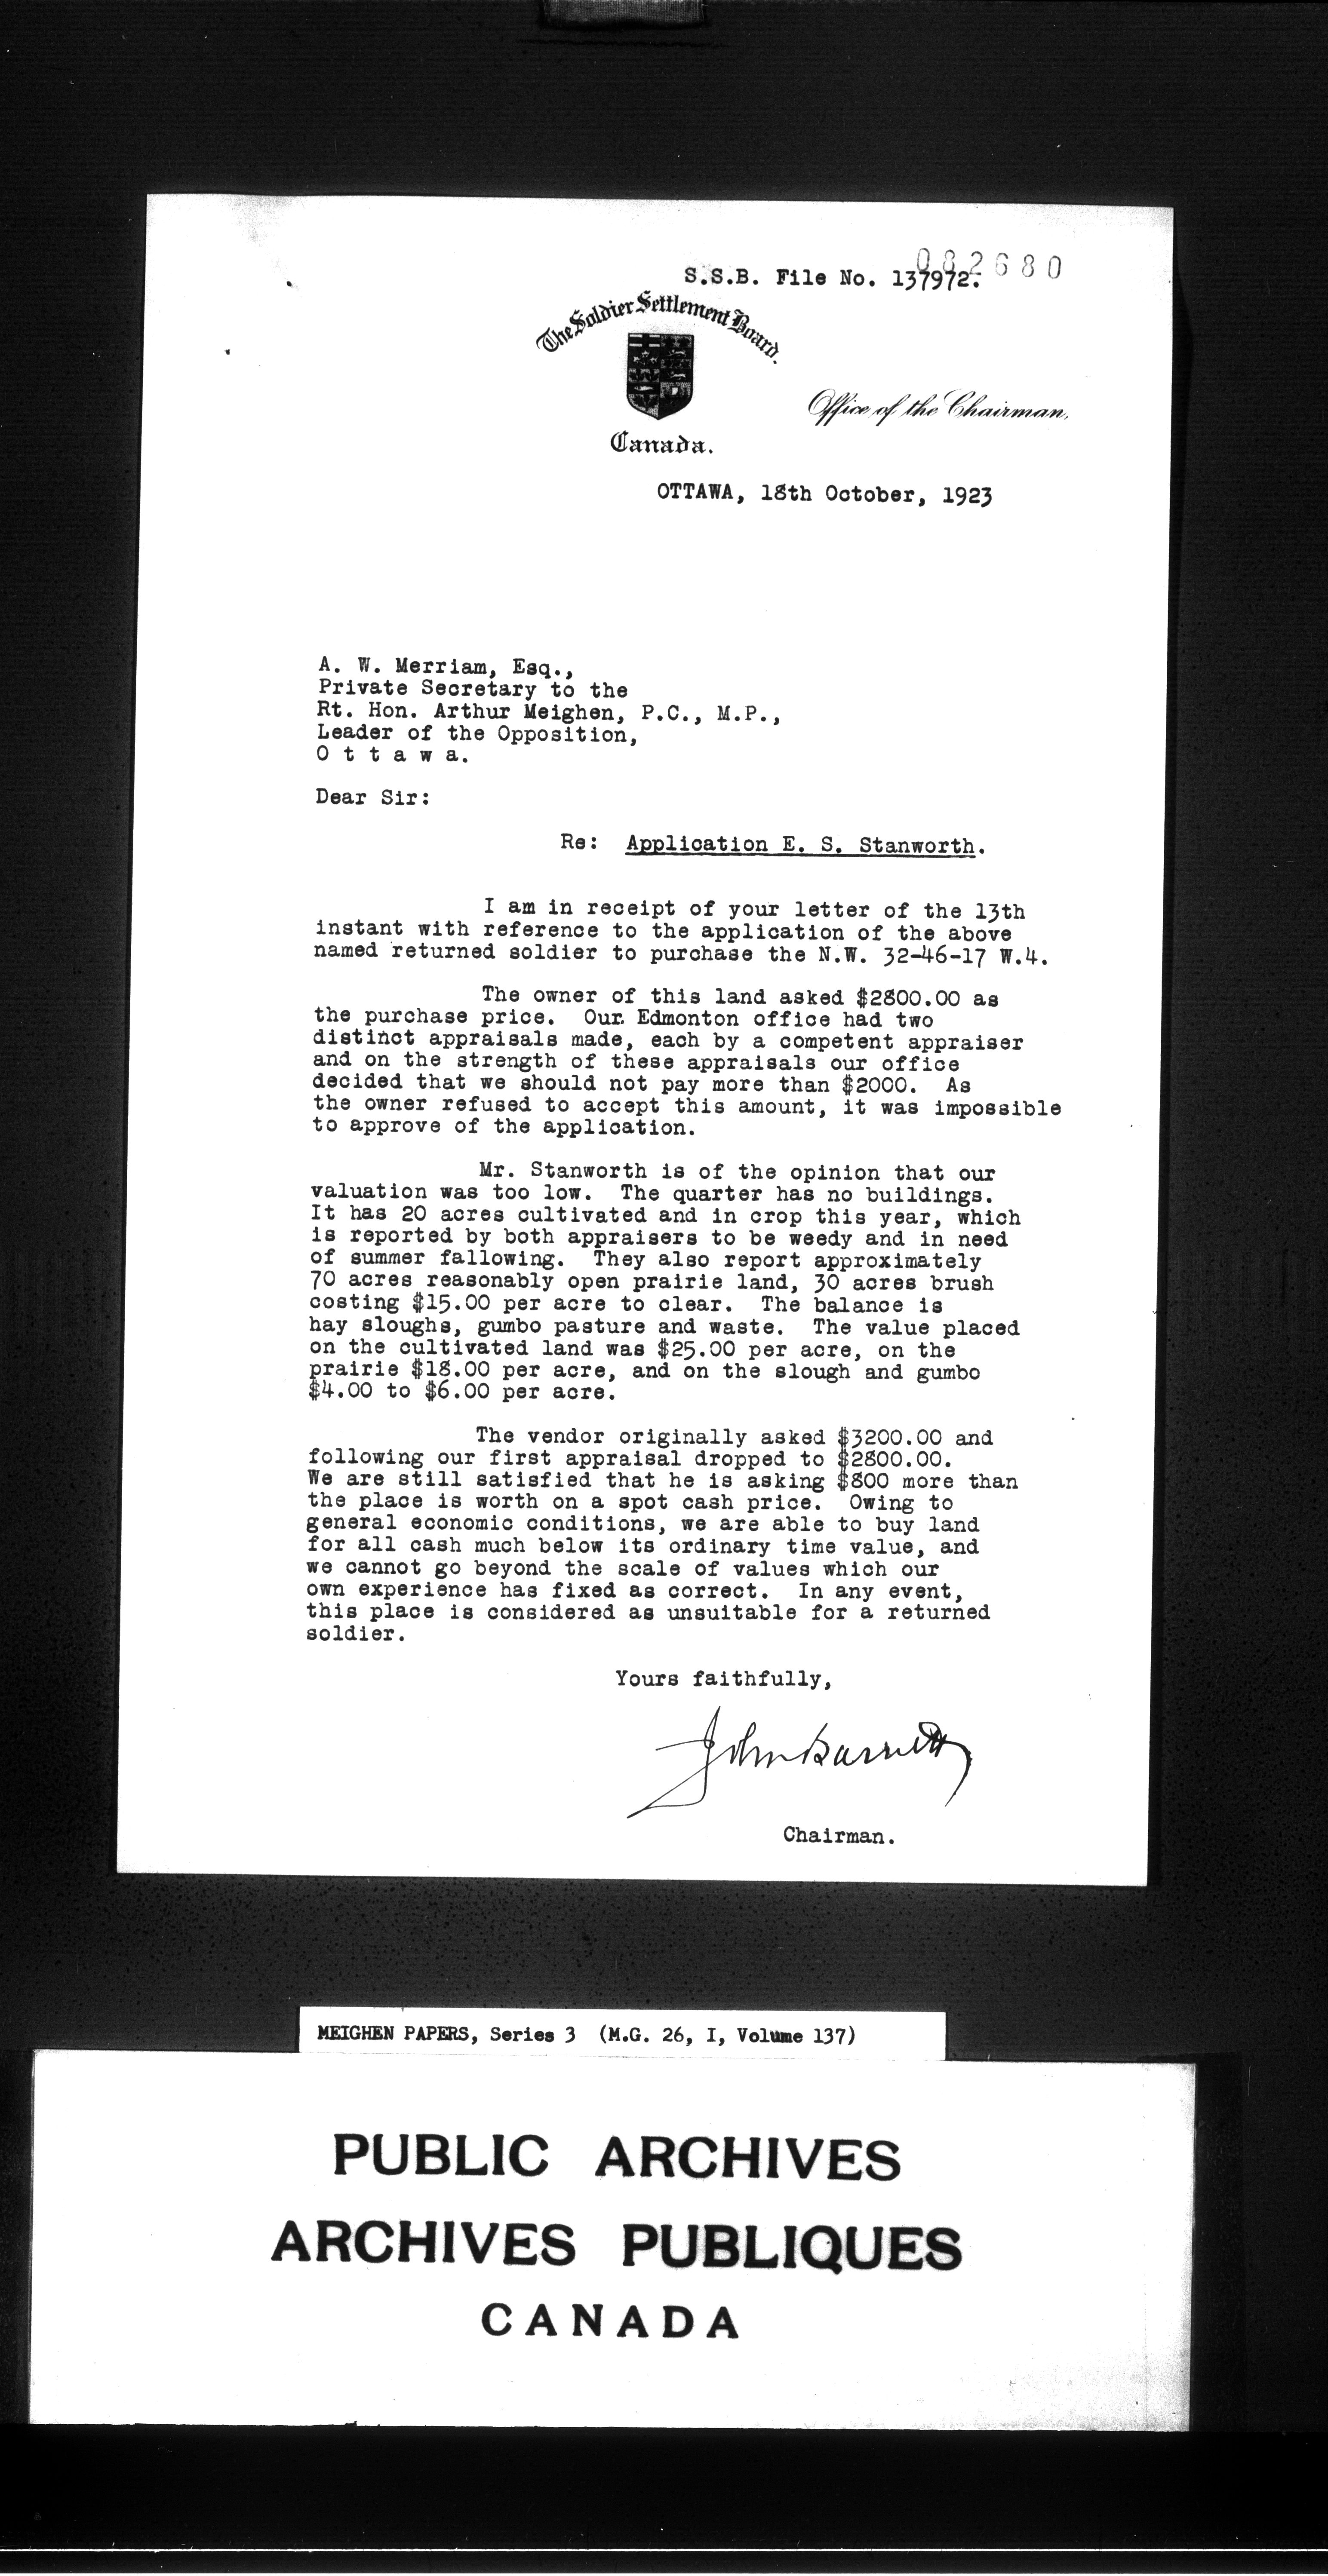 082680
S.S.B. File No. 137972.
The Soldier Settlement Board.
Canada.
Office of the Chairman.
OTTAWA, 18th October, 1923
A. W. Merriam, Esq.,
Private Secretary to the
Rt. Hon. Arthur Meighen, P.C., M.P.,
Leader of the Opposition,
O t t a w a.
Dear Sir:
Re: Application E. S. Stanworth.
I am in receipt of your letter of the 13th
instant with reference to the application of the above
named returned soldier to purchase the N.W. 32-46-17 W.4.
The owner of this land asked $2800.00 as
the purchase price. Our Edmonton office had two
distinct appraisals made, each by a competent appraiser
and on the strength of these appraisals our office
decided that we should not pay more than $2000. As
the owner refused to accept this amount, it was impossible
to approve of the application.
Mr. Stanworth is of the opinion that our
valuation was too low. The quarter has no buildings.
It has 20 acres cultivated and in crop this year, which
is reported by both appraisers to be weedy and in need
of summer fallowing. They also report approximately
70 acres reasonably open prairie land, 30 acres brush
costing $15.00 per acre to clear. The balance is
hay sloughs, gumbo pasture and waste. The value placed
on the cultivated land was $25.00 per acre, on the
prairie $18.00 per acre, and on the slough and gumbo
$4.00 to $6.00 per acre.
The vendor originally asked $3200.00 and
following our first appraisal dropped to $2800.00.
We are still satisfied that he is asking $800 more than
the place is worth on a spot cash price. Owing to
general economic conditions, we are able to buy land
for all cash much below its ordinary time value, and
we cannot go beyond the scale of values which our
own experience has fixed as correct. In any event,
this place is considered as unsuitable for a returned
soldier.
Yours faithfully,
John Barnett
Chairman.
MEIGHEN PAPERS, Series 3 (M.G. 26, I, Volume 137)
PUBLIC ARCHIVES
ARCHIVES PUBLIQUES
CANADA